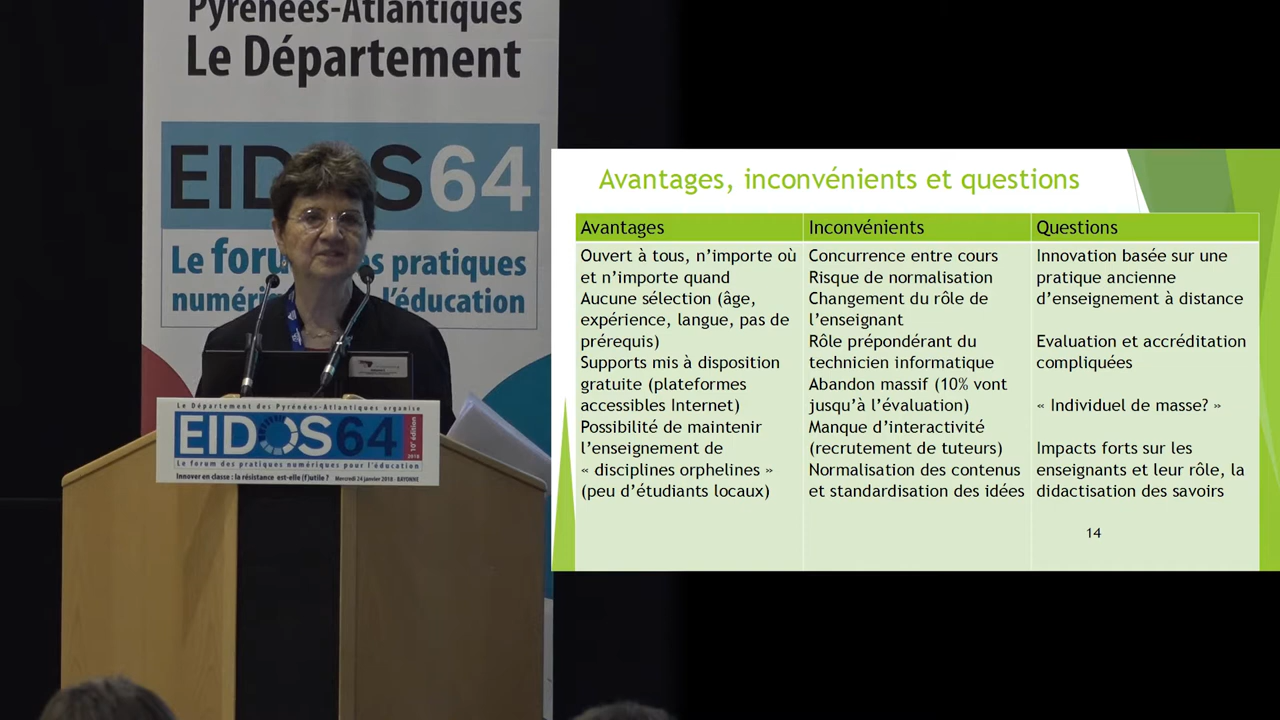 Pyrénées-Atlantiques
Le Département
EIDOS64
Le forum des pratiques
numériques l'éducation
Le Département des Pyrénées-Atlantiques organise
EIDOS64
10e édition
2018
Le forum des pratiques numériques pour l'éducation
Innover en classe : la résistance est-elle (f)utile ? Mercredi 24 janvier 2018 - BAYONNE
Avantages, inconvénients et questions
Avantages
Ouvert à tous, n'importe où
et n'importe quand
Aucune sélection (âge,
expérience, langue, pas de
prérequis)
Supports mis à disposition
gratuite (plateformes
accessibles Internet)
Possibilité de maintenir
l'enseignement de
« disciplines orphelines »
(peu d'étudiants locaux)
Inconvénients
Concurrence entre cours
Risque de normalisation
Changement du rôle de
l'enseignant
Rôle prépondérant du
technicien informatique
Abandon massif (10% vont
jusqu'à l'évaluation)
Manque d'interactivité
(recrutement de tuteurs)
Normalisation des contenus
et standardisation des idées
Questions
Innovation basée sur une
pratique ancienne
d'enseignement à distance
Evaluation et accréditation
compliquées
« Individuel de masse? »
Impacts forts sur les
enseignants et leur rôle, la
didactisation des savoirs
14